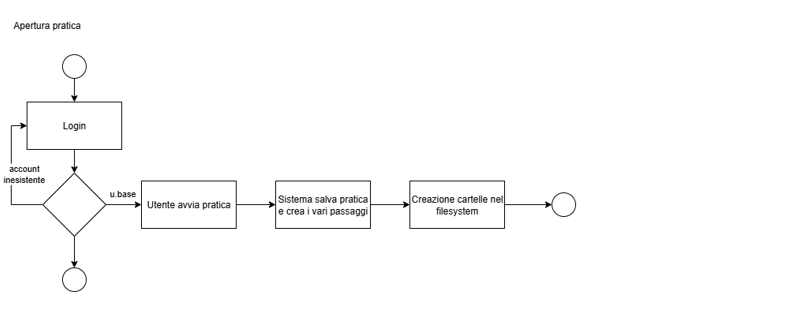 Apertura pratica
Login
account
inesistente
u.base
Utente avvia pratica
Sistema salva pratica
e crea i vari passaggi
Creazione cartelle nel
filesystem